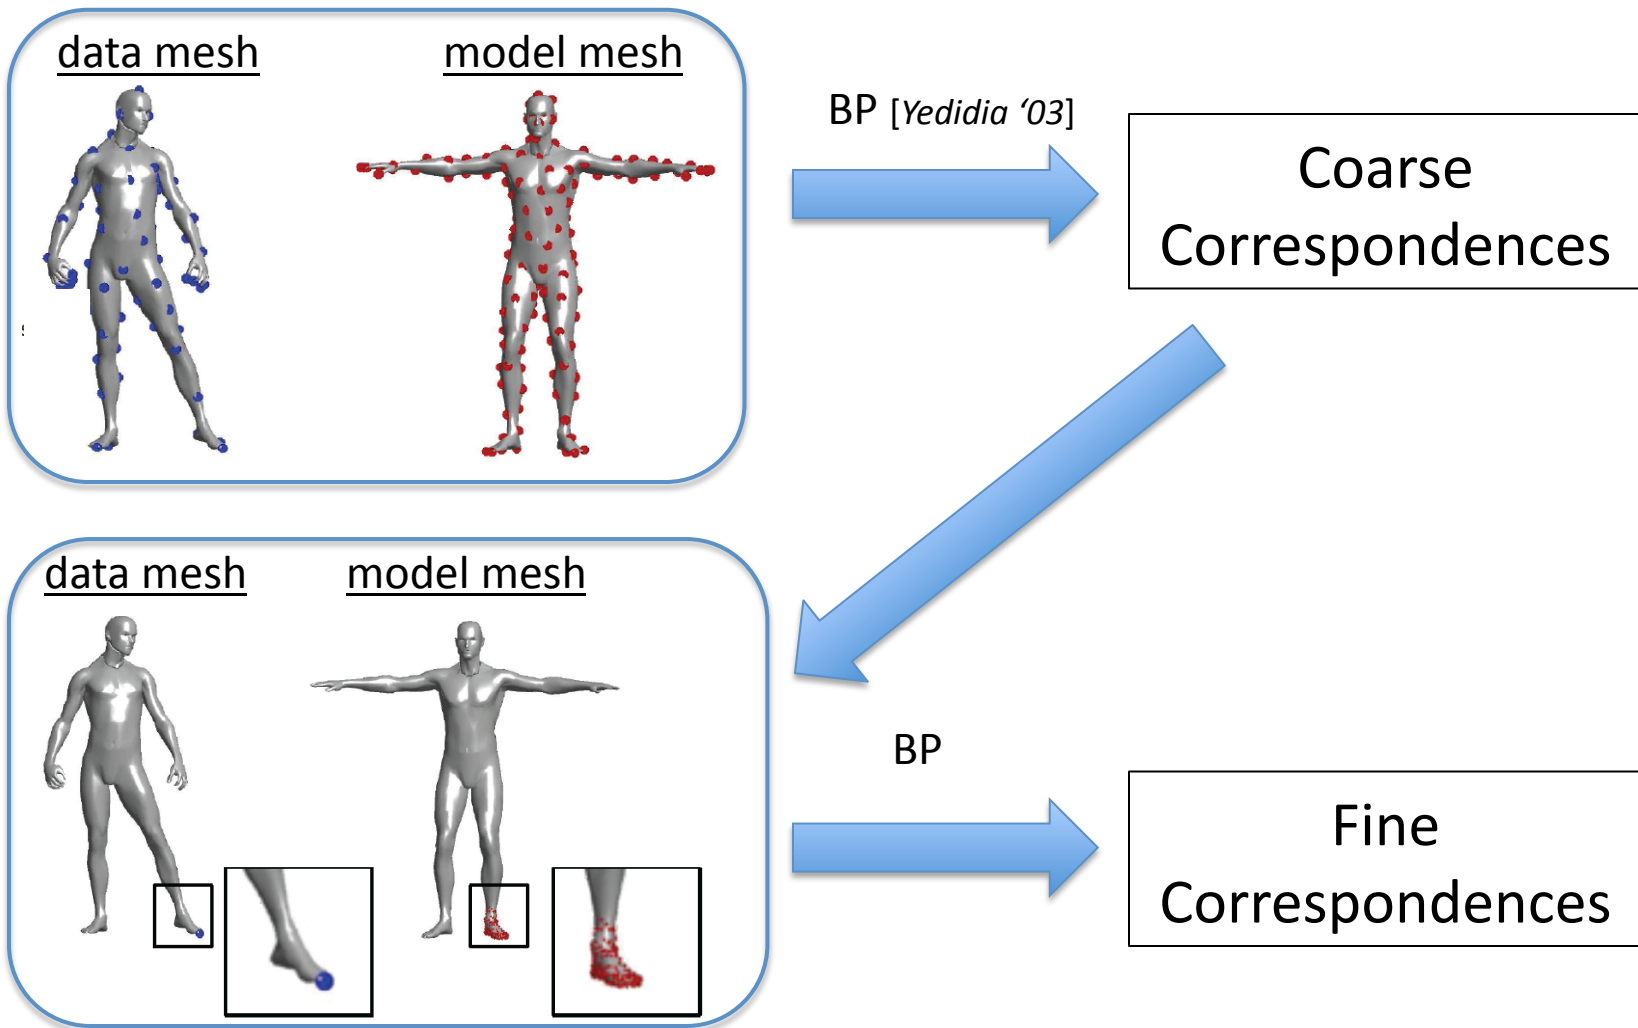 data mesh
model mesh
BP [Yedidia ‘03]
Coarse
Correspondences
data mesh
model mesh
BP
Fine
Correspondences